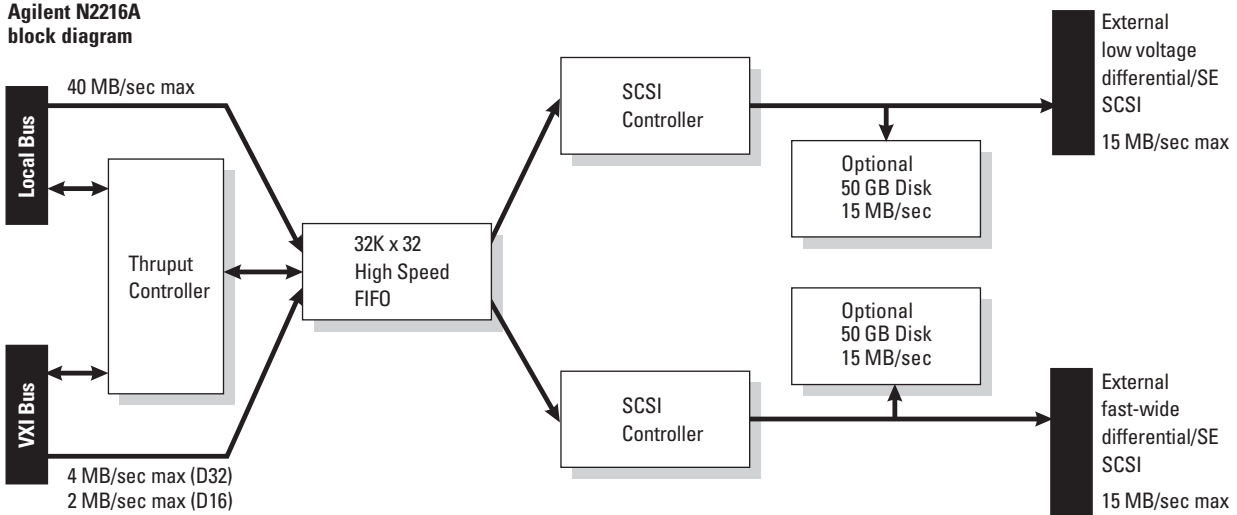 Agilent N2216A
block diagram
Local Bus
40 MB/sec max
VXI Bus
4 MB/sec max (D32)
2 MB/sec max (D16)
Thruput
Controller
32K x 32
High Speed
FIFO
SCSI
Controller
Optional
50 GB Disk
15 MB/sec
External
low voltage
differential/SE
SCSI
15 MB/sec max
SCSI
Controller
Optional
50 GB Disk
15 MB/sec
External
fast-wide
differential/SE
SCSI
15 MB/sec max